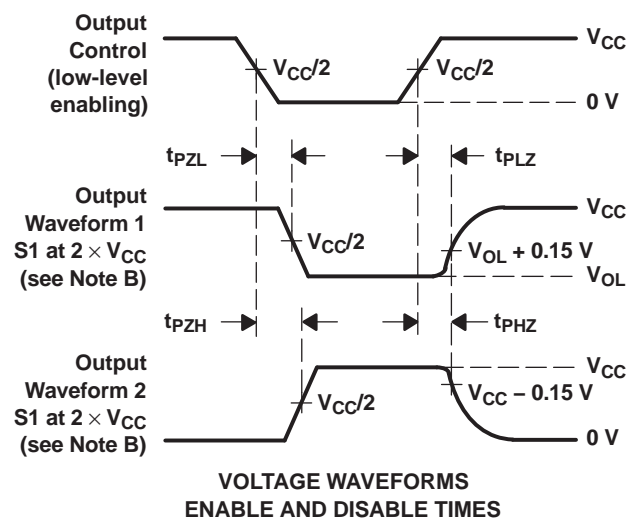 Output
Control
(low-level
enabling)
VCC
VCC/2
VCC/2
0 V
tPZL
tPLZ
Output
Waveform 1
S1 at 2 × VCC
(see Note B)
VCC
VCC/2
VOL + 0.15 V
VOL
tPZH
tPHZ
Output
Waveform 2
S1 at 2 × VCC
(see Note B)
VCC
VCC/2
VCC – 0.15 V
0 V
VOLTAGE WAVEFORMS
ENABLE AND DISABLE TIMES